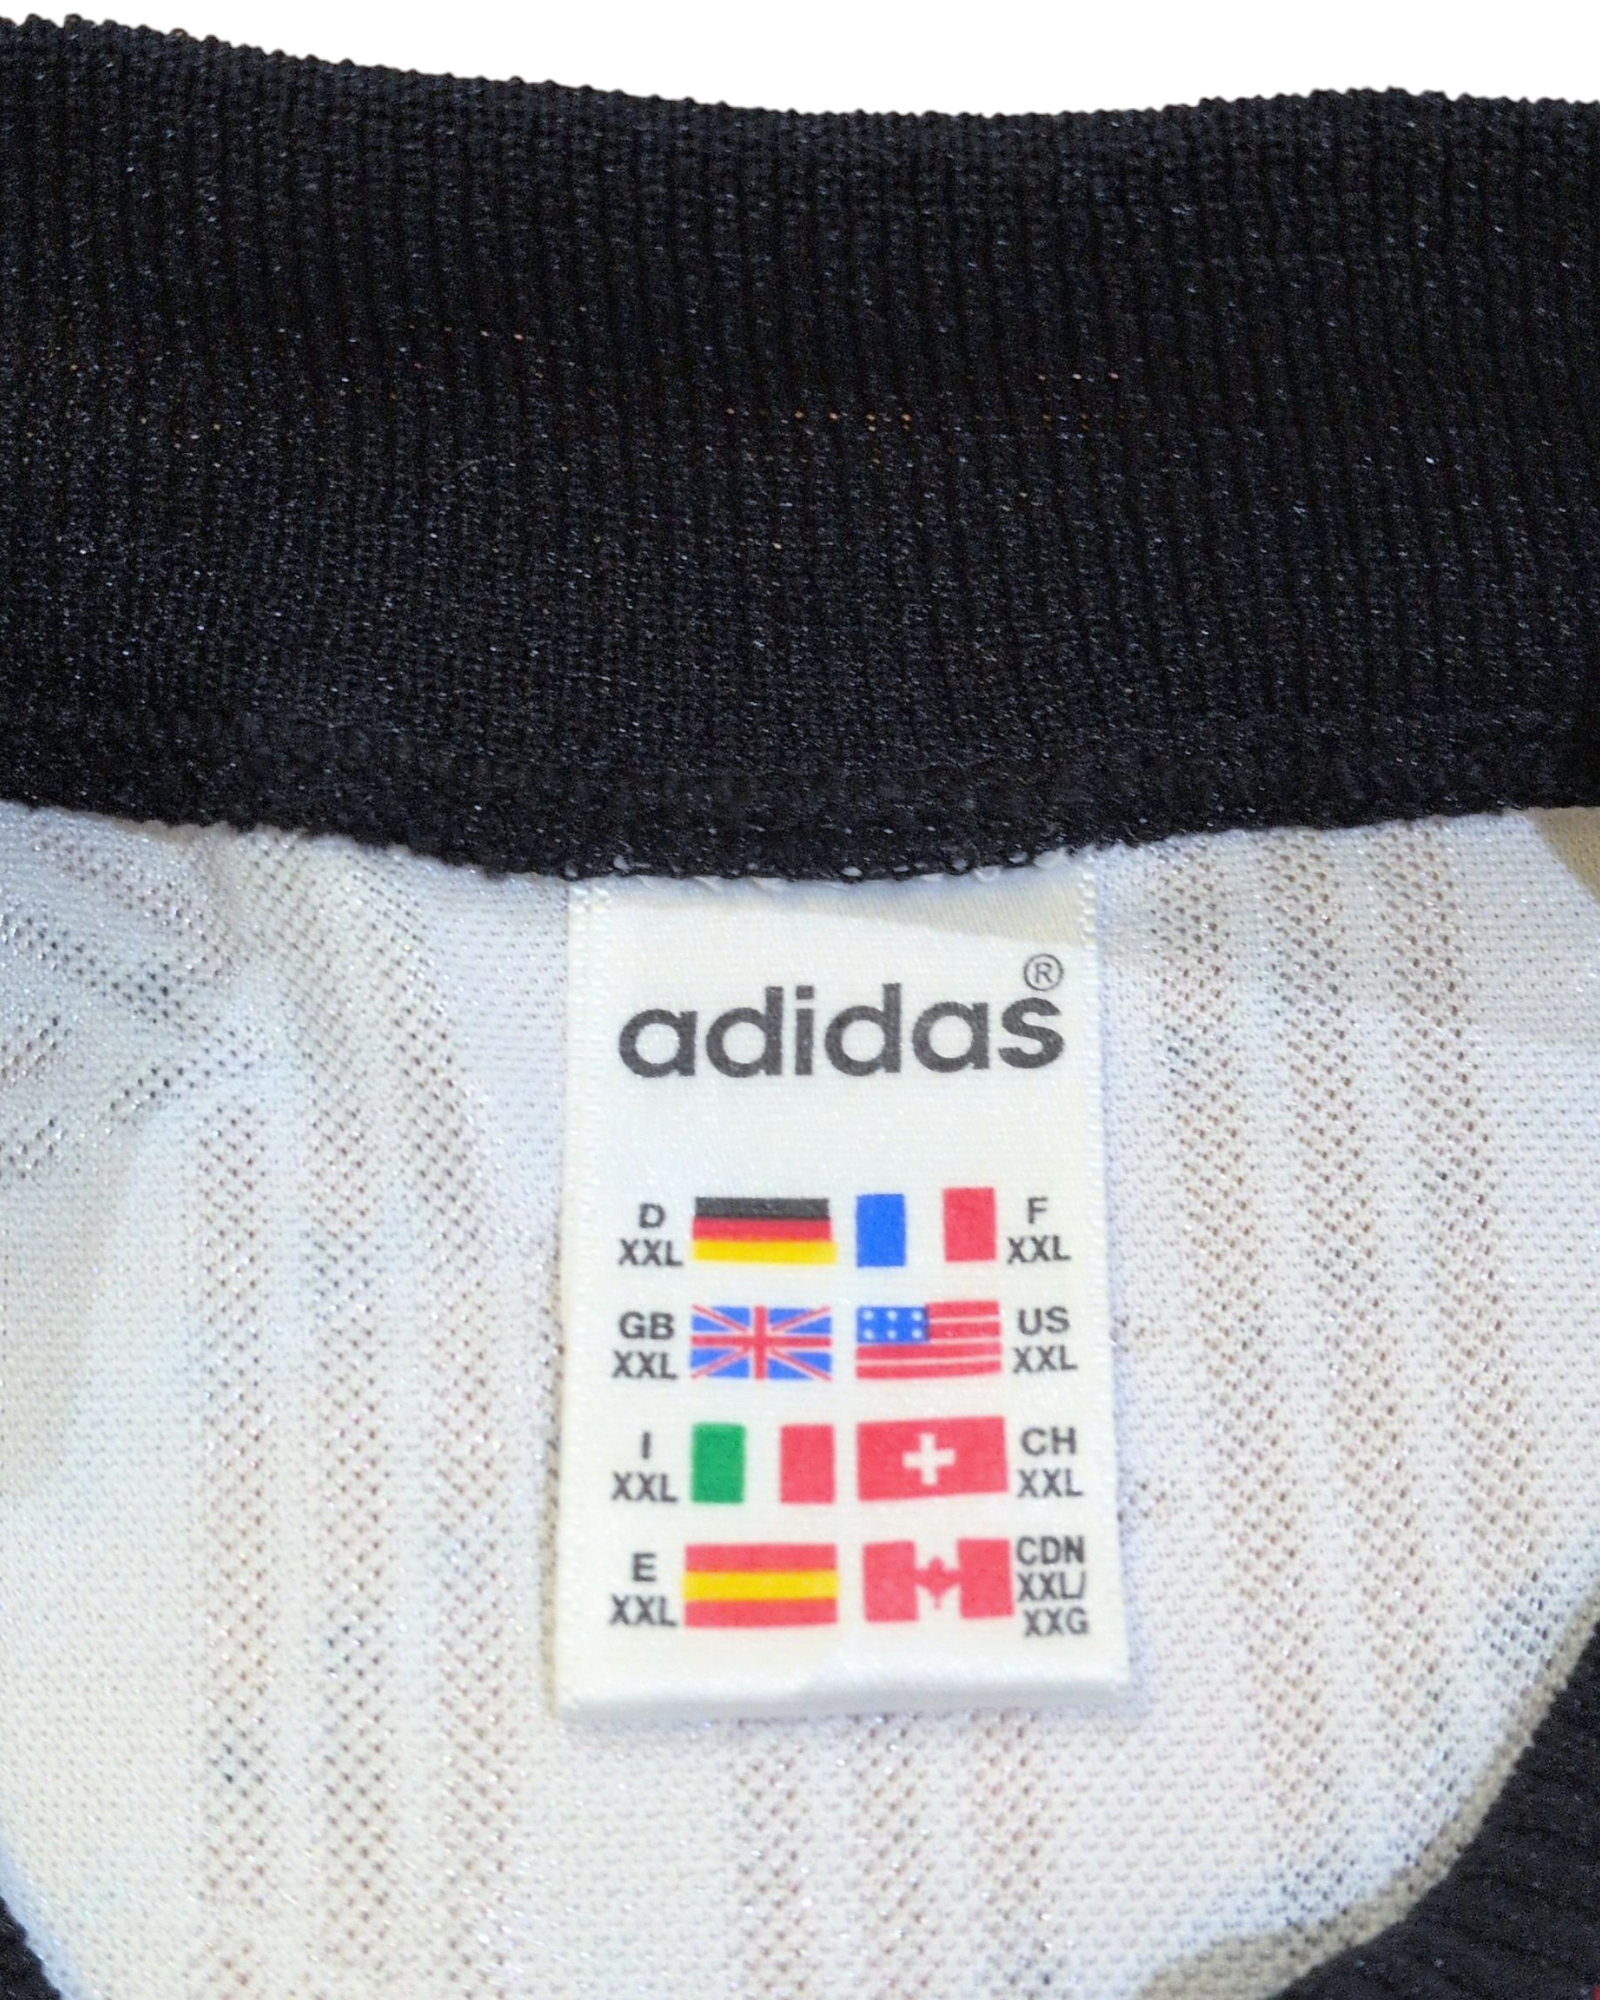 adidas®
D
XXL
F
XXL
GB
XXL
US
XXL
I
XXL
CH
XXL
E
XXL
CDN
XXL/
XXG